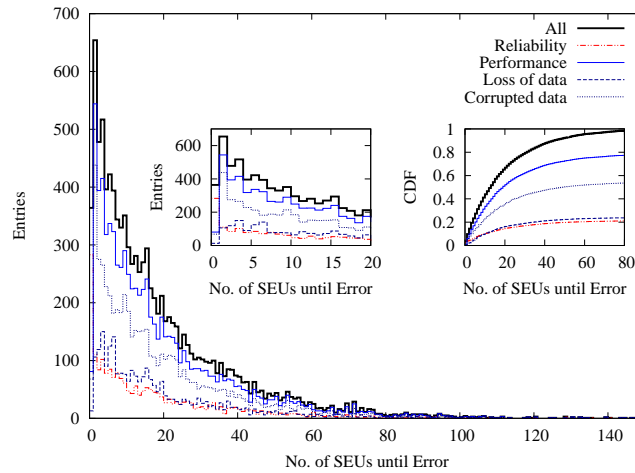 All
Reliability
Performance
Loss of data
Corrupted data
700
600
500
400
300
200
100
0
Entries
0 20 40 60 80 100 120 140
No. of SEUs until Error
600
400
200
0
Entries
0 5 10 15 20
No. of SEUs until Error
1
0.8
0.6
0.4
0.2
0
CDF
0 20 40 60 80
No. of SEUs until Error